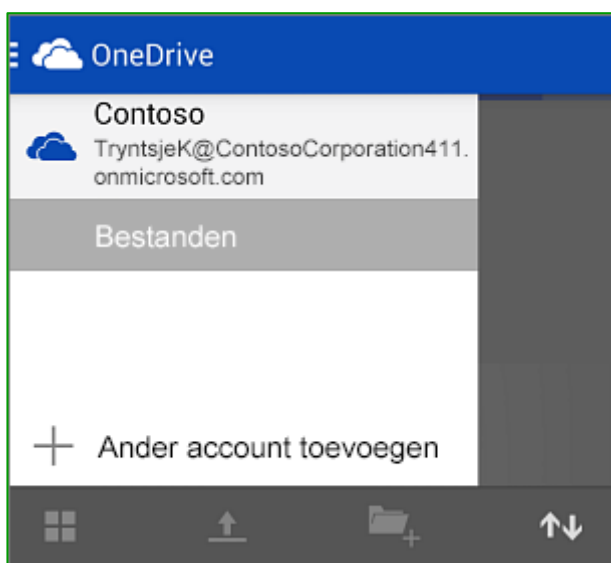 OneDrive
Contoso
TryntsjeK@ContosoCorporation411.
onmicrosoft.com
Bestanden
Ander account toevoegen